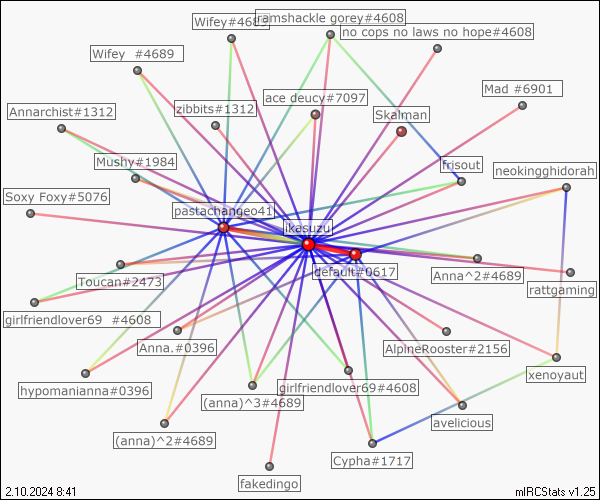 Wifey#4689
ramshackle gorey#4608
no cops no laws no hope#4608
Wifey  #4689
Mad #6901
ace deucy#7097
zibbits#1312
Annarchist#1312
Skalman
Mushy#1984
frisout
neokingghidorah
Soxy Foxy#5076
pastachangeo41
ikasuzu
default#0617
Anna^2#4689
Toucan#2473
rattgaming
girlfriendlover69  #4608
Anna.#0396
AlpineRooster#2156
xenoyaut
hypomanianna#0396
(anna)^3#4689
girlfriendlover69#4608
avelicious
(anna)^2#4689
Cypha#1717
fakedingo
2.10.2024 8:41
mIRCStats v1.25